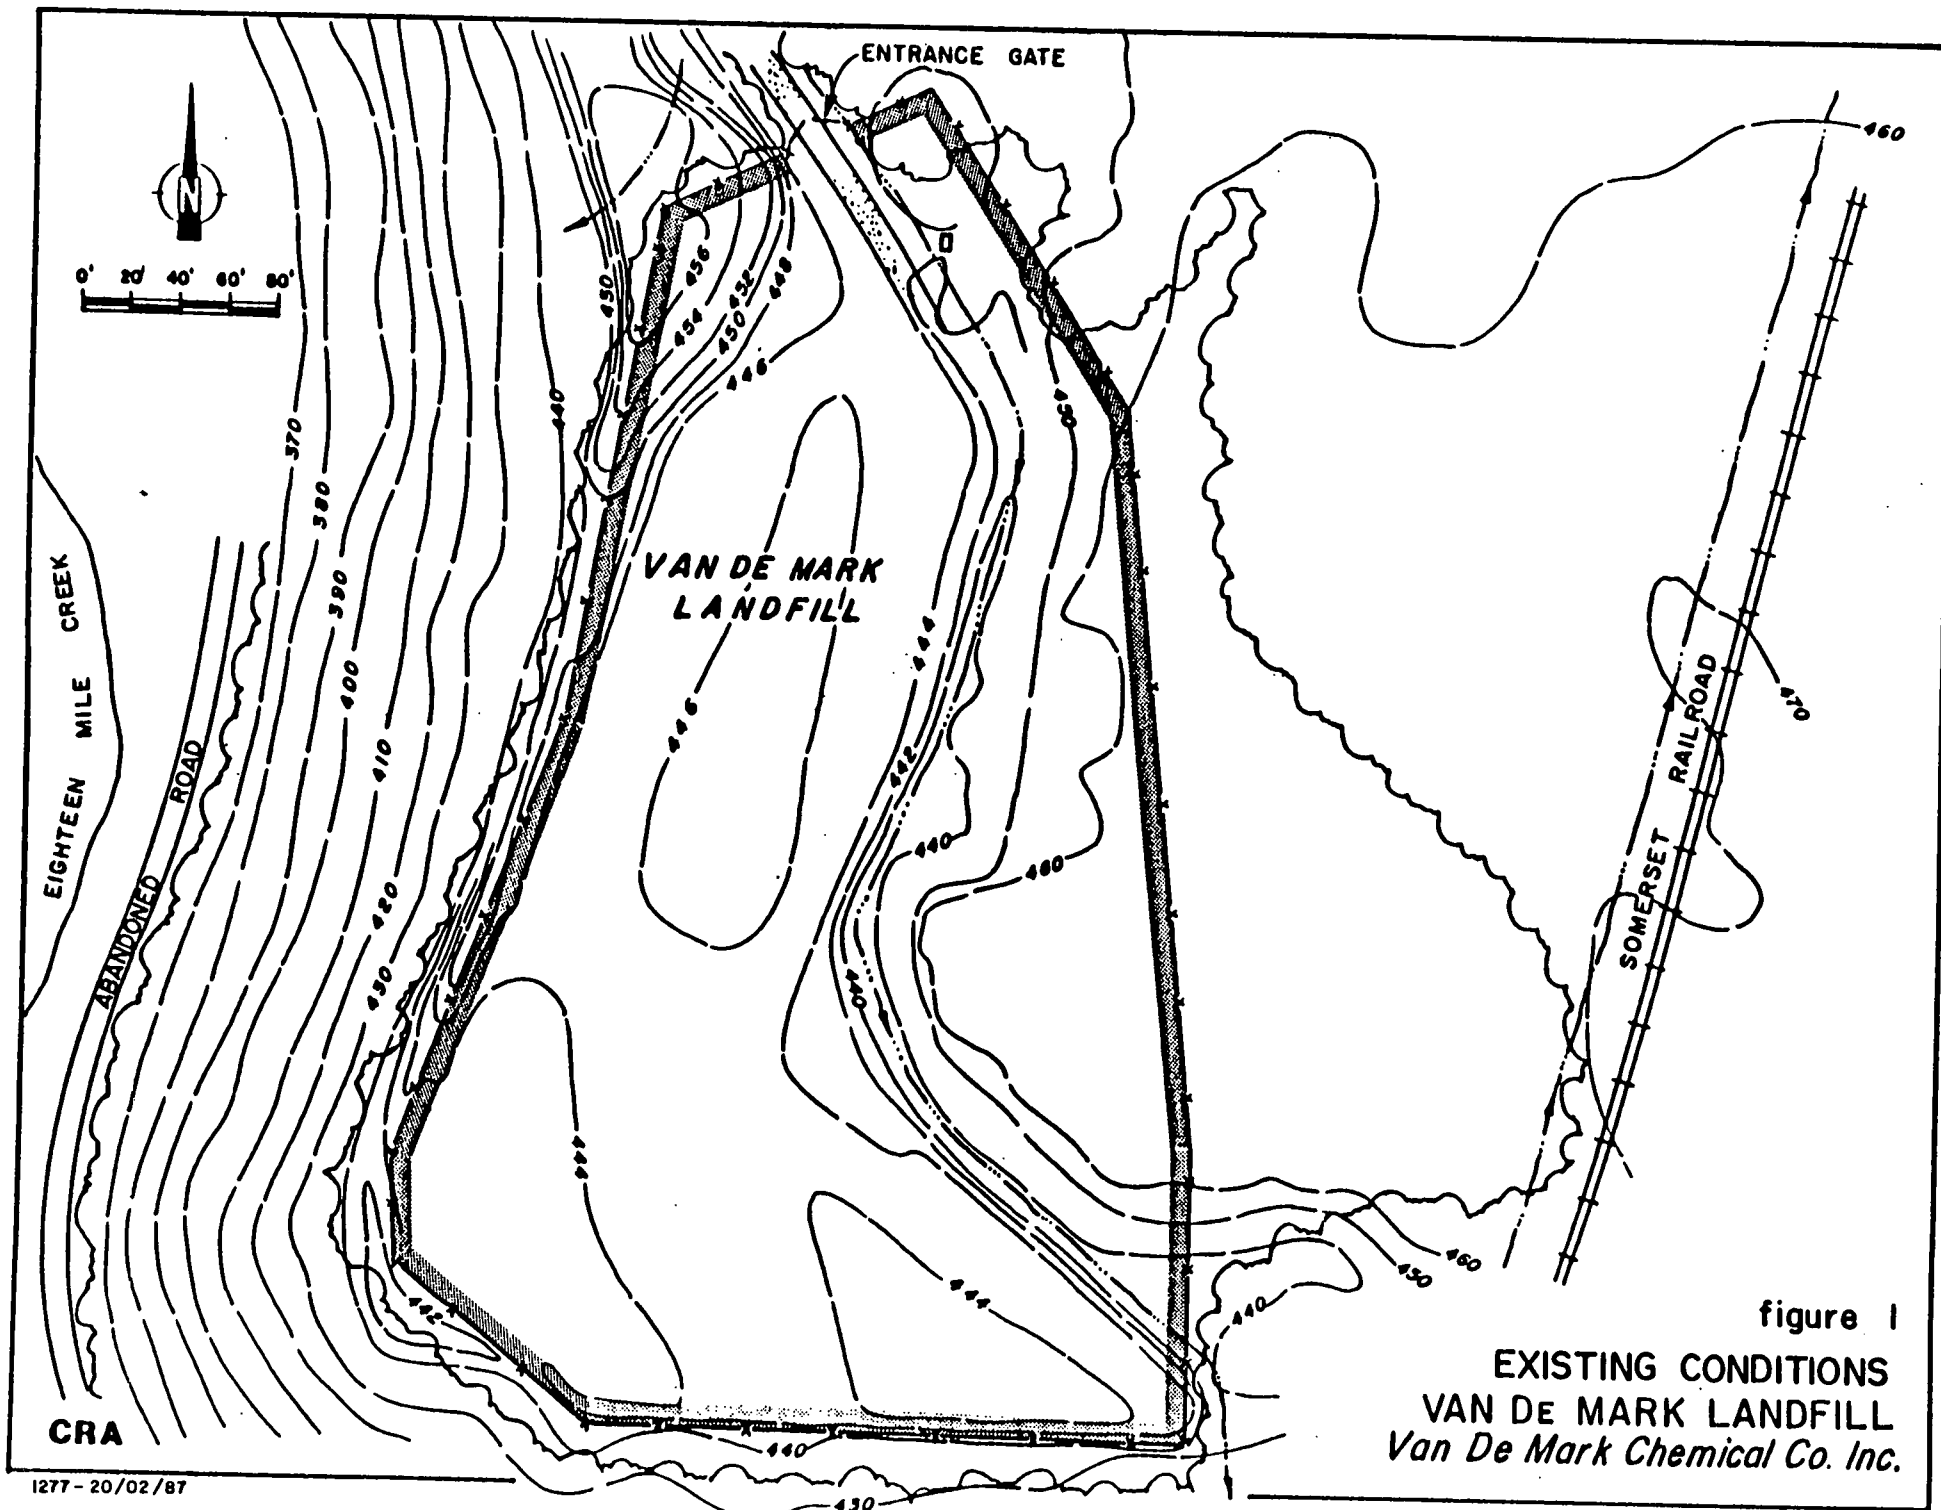 ENTRANCE GATE
460
N
0' 20' 40' 60' 80'
456
430
454
452
450
448
446
440
450
370
380
390
400
410
420
430
EIGHTEEN MILE CREEK
ABANDONED ROAD
VAN DE MARK
LANDFILL
444
446
442
440
460
440
470
SOMERSET RAILROAD
444
444
442
440
430
460
450
440
figure 1
EXISTING CONDITIONS
VAN DE MARK LANDFILL
Van De Mark Chemical Co. Inc.
CRA
1277-20/02/87